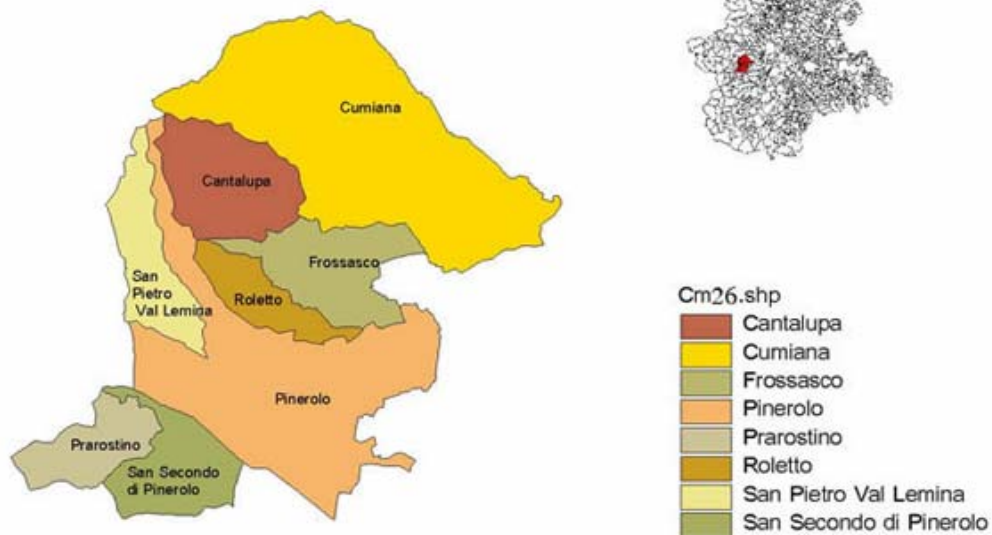 Cumiana
Cantalupa
Frossasco
San
Pietro
Val Lemina
Roletto
Pinerolo
Prarostino
San Secondo
di Pinerolo
Cm26.shp
Cantalupa
Cumiana
Frossasco
Pinerolo
Prarostino
Roletto
San Pietro Val Lemina
San Secondo di Pinerolo